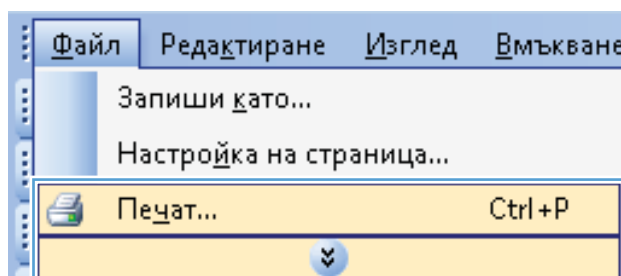 Файл Редактиране Изглед Вмъкване
Запиши като...
Настройка на страница...
Печат... Ctrl+P